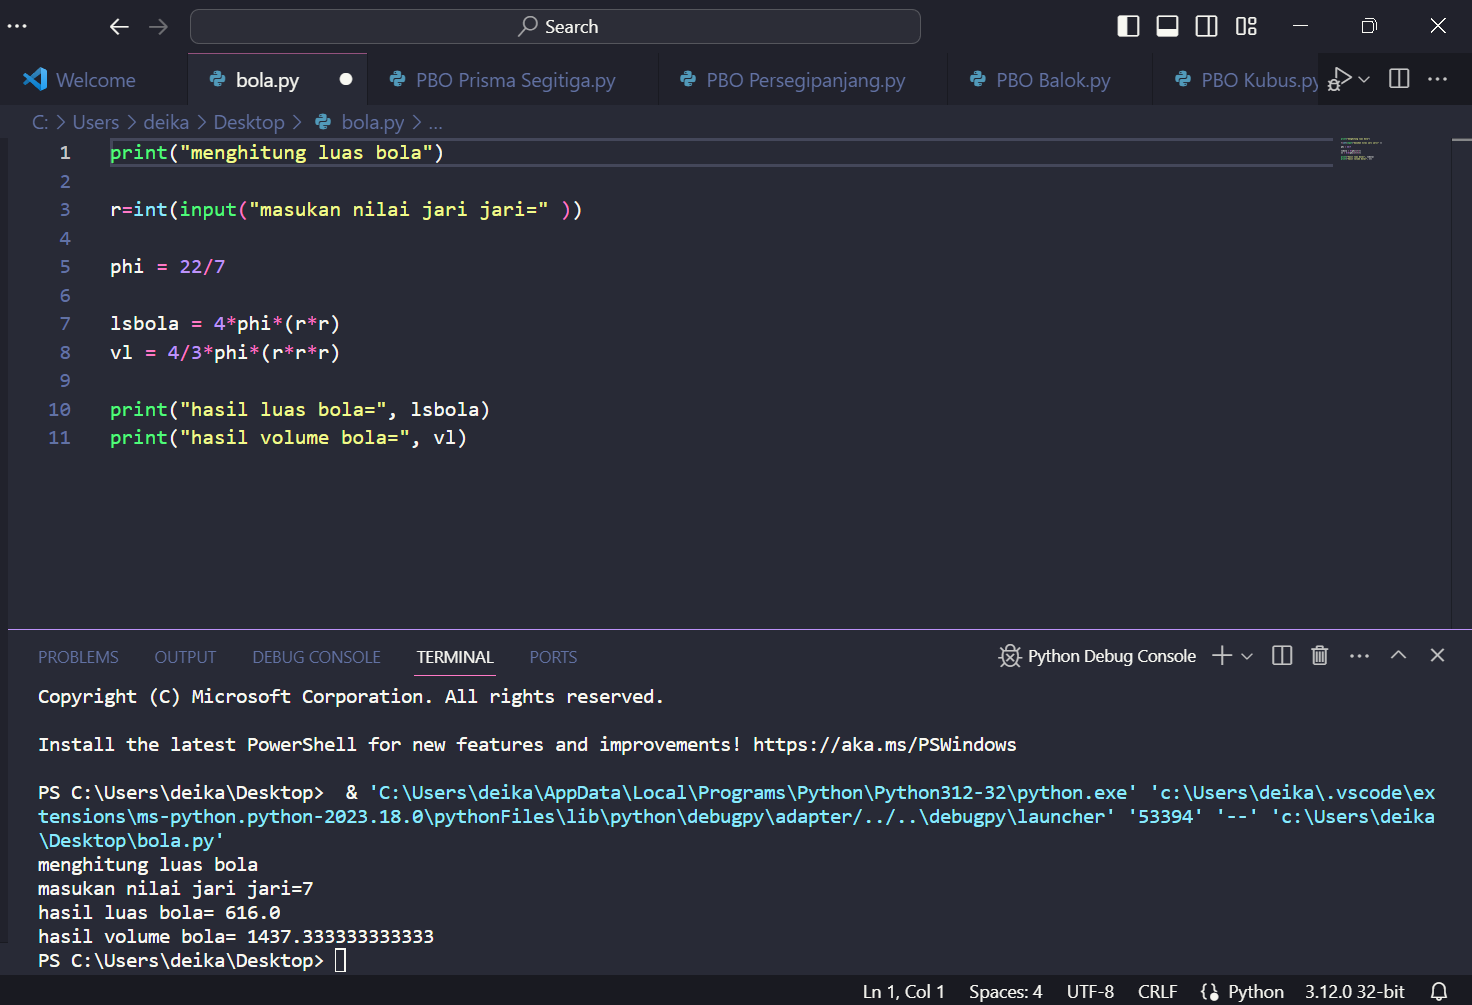 Search
Welcome bola.py PBO Prisma Segitiga.py PBO Persegipanjang.py PBO Balok.py PBO Kubus.py
C: > Users > deika > Desktop > bola.py > ...
1 print("menghitung luas bola")
2
3 r=int(input("masukan nilai jari jari=" ))
4
5 phi = 22/7
6
7 lsbola = 4*phi*(r*r)
8 vl = 4/3*phi*(r*r*r)
9
10 print("hasil luas bola=", lsbola)
11 print("hasil volume bola=", vl)
PROBLEMS OUTPUT DEBUG CONSOLE TERMINAL PORTS Python Debug Console
Copyright (C) Microsoft Corporation. All rights reserved.
Install the latest PowerShell for new features and improvements! https://aka.ms/PSWindows
PS C:\Users\deika\Desktop>  & 'C:\Users\deika\AppData\Local\Programs\Python\Python312-32\python.exe' 'c:\Users\deika\.vscode\ex
tensions\ms-python.python-2023.18.0\pythonFiles\lib\python\debugpy\adapter/../..\debugpy\launcher' '53394' '--' 'c:\Users\deika
\Desktop\bola.py'
menghitung luas bola
masukan nilai jari jari=7
hasil luas bola= 616.0
hasil volume bola= 1437.333333333333
PS C:\Users\deika\Desktop>
Ln 1, Col 1 Spaces: 4 UTF-8 CRLF Python 3.12.0 32-bit